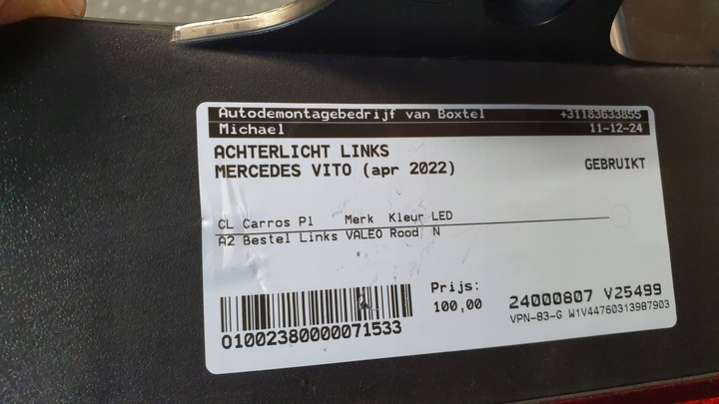 Autodemontagebedrijf van Boxtel +31183633855
Michael 11-12-24
ACHTERLICHT LINKS
MERCEDES VITO (apr 2022) GEBRUIKT
CL Carros Pl Merk Kleur LED
A2 Bestel Links VALEO Rood N
Prijs:
100,00
24000807 V25499
VPN-83-G W1V44760313987903
01002380000071533